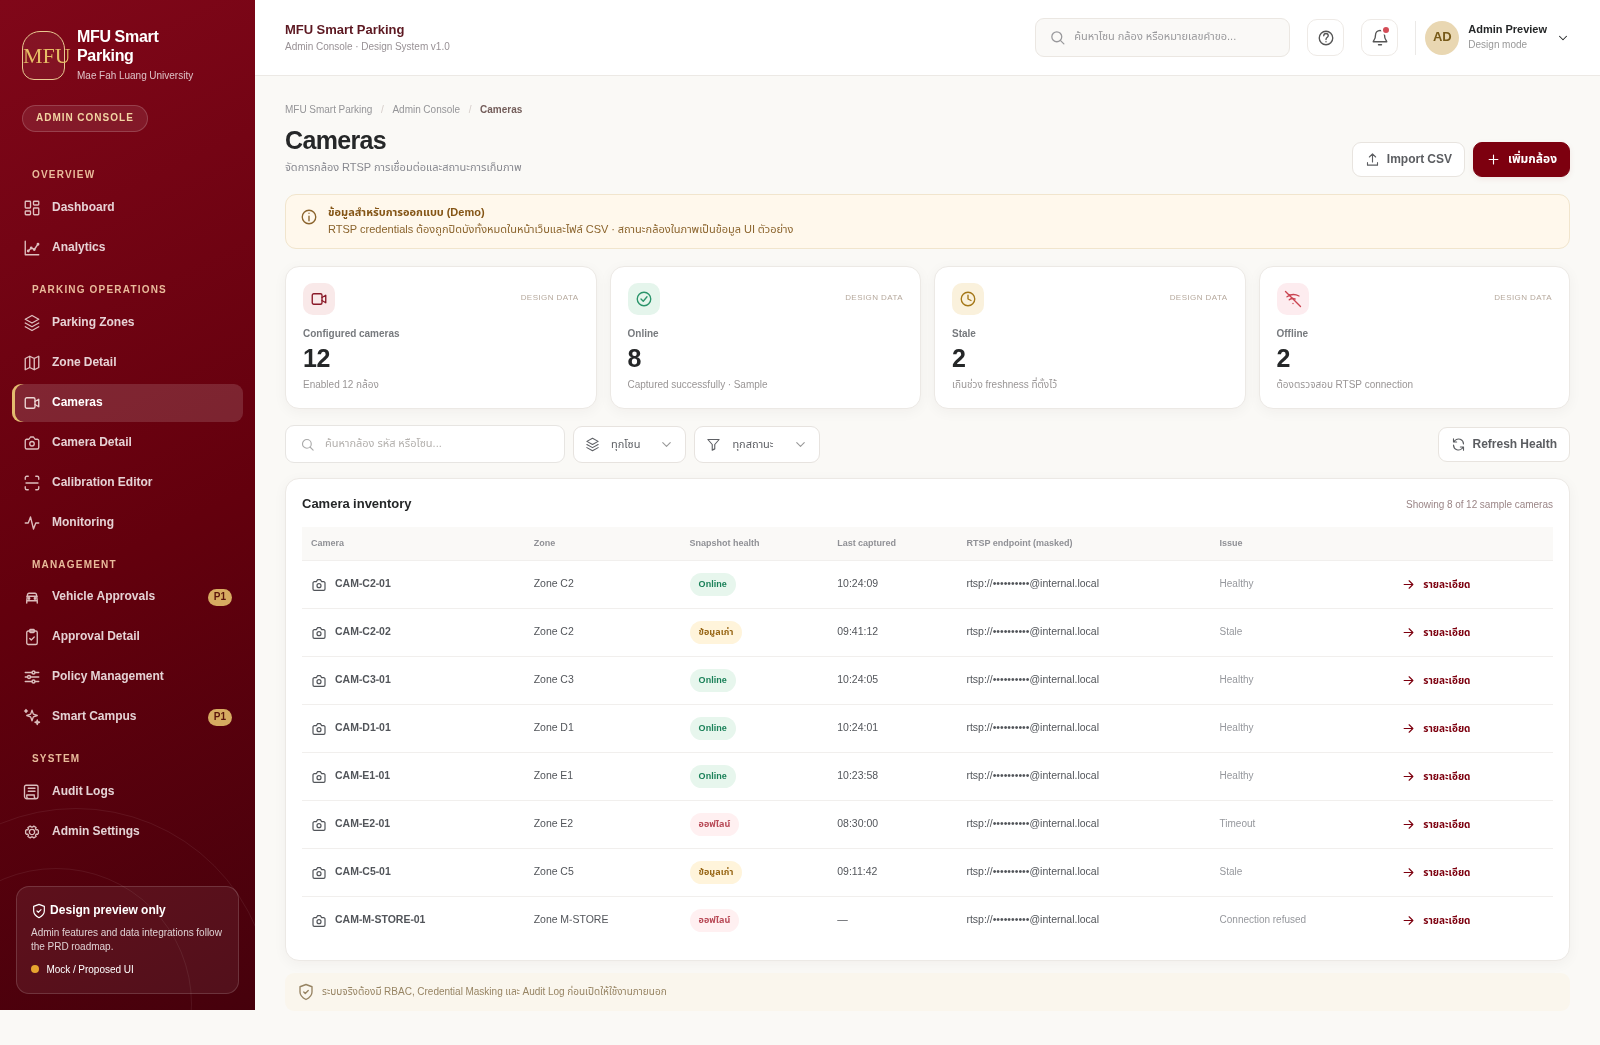 MFU
MFU Smart
Parking
Mae Fah Luang University
ADMIN CONSOLE
OVERVIEW
Dashboard
Analytics
PARKING OPERATIONS
Parking Zones
Zone Detail
Cameras
Camera Detail
Calibration Editor
Monitoring
MANAGEMENT
Vehicle Approvals P1
Approval Detail
Policy Management
Smart Campus P1
SYSTEM
Audit Logs
Admin Settings
Design preview only
Admin features and data integrations follow
the PRD roadmap.
Mock / Proposed UI
MFU Smart Parking
Admin Console · Design System v1.0
ค้นหาโซน กล้อง หรือหมายเลขคำขอ...
AD
Admin Preview
Design mode
MFU Smart Parking / Admin Console / Cameras
Cameras
จัดการกล้อง RTSP การเชื่อมต่อและสถานะการเก็บภาพ
Import CSV
เพิ่มกล้อง
ข้อมูลสำหรับการออกแบบ (Demo)
RTSP credentials ต้องถูกปิดบังทั้งหมดในหน้าเว็บและไฟล์ CSV · สถานะกล้องในภาพเป็นข้อมูล UI ตัวอย่าง
DESIGN DATA
Configured cameras
12
Enabled 12 กล้อง
DESIGN DATA
Online
8
Captured successfully · Sample
DESIGN DATA
Stale
2
เกินช่วง freshness ที่ตั้งไว้
DESIGN DATA
Offline
2
ต้องตรวจสอบ RTSP connection
ค้นหากล้อง รหัส หรือโซน...
ทุกโซน
ทุกสถานะ
Refresh Health
Camera inventory
Showing 8 of 12 sample cameras
Camera Zone Snapshot health Last captured RTSP endpoint (masked) Issue
CAM-C2-01 Zone C2 Online 10:24:09 rtsp://••••••••••@internal.local Healthy รายละเอียด
CAM-C2-02 Zone C2 ข้อมูลเก่า 09:41:12 rtsp://••••••••••@internal.local Stale รายละเอียด
CAM-C3-01 Zone C3 Online 10:24:05 rtsp://••••••••••@internal.local Healthy รายละเอียด
CAM-D1-01 Zone D1 Online 10:24:01 rtsp://••••••••••@internal.local Healthy รายละเอียด
CAM-E1-01 Zone E1 Online 10:23:58 rtsp://••••••••••@internal.local Healthy รายละเอียด
CAM-E2-01 Zone E2 ออฟไลน์ 08:30:00 rtsp://••••••••••@internal.local Timeout รายละเอียด
CAM-C5-01 Zone C5 ข้อมูลเก่า 09:11:42 rtsp://••••••••••@internal.local Stale รายละเอียด
CAM-M-STORE-01 Zone M-STORE ออฟไลน์ — rtsp://••••••••••@internal.local Connection refused รายละเอียด
ระบบจริงต้องมี RBAC, Credential Masking และ Audit Log ก่อนเปิดให้ใช้งานภายนอก